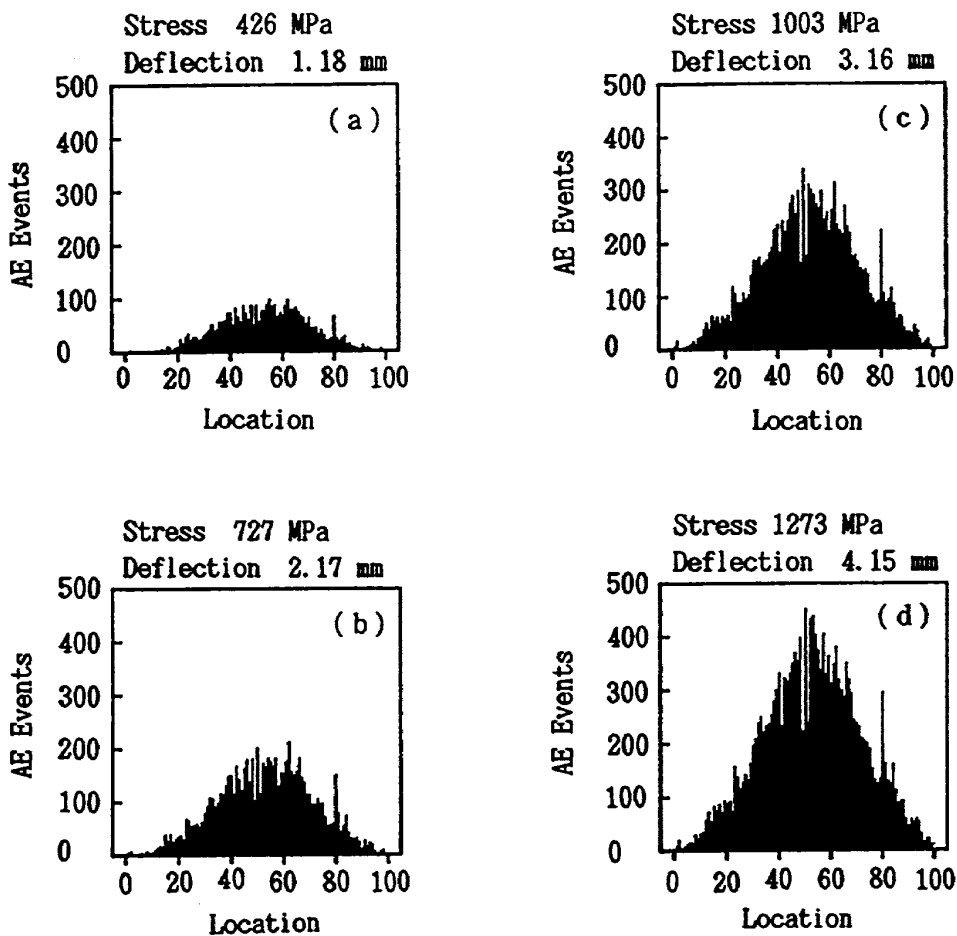 Stress 426 MPa
Deflection 1.18 mm
(a)
500
400
300
200
100
0
AE Events
0 20 40 60 80 100
Location
Stress 1003 MPa
Deflection 3.16 mm
(c)
500
400
300
200
100
0
AE Events
0 20 40 60 80 100
Location
Stress 727 MPa
Deflection 2.17 mm
(b)
500
400
300
200
100
0
AE Events
0 20 40 60 80 100
Location
Stress 1273 MPa
Deflection 4.15 mm
(d)
500
400
300
200
100
0
AE Events
0 20 40 60 80 100
Location